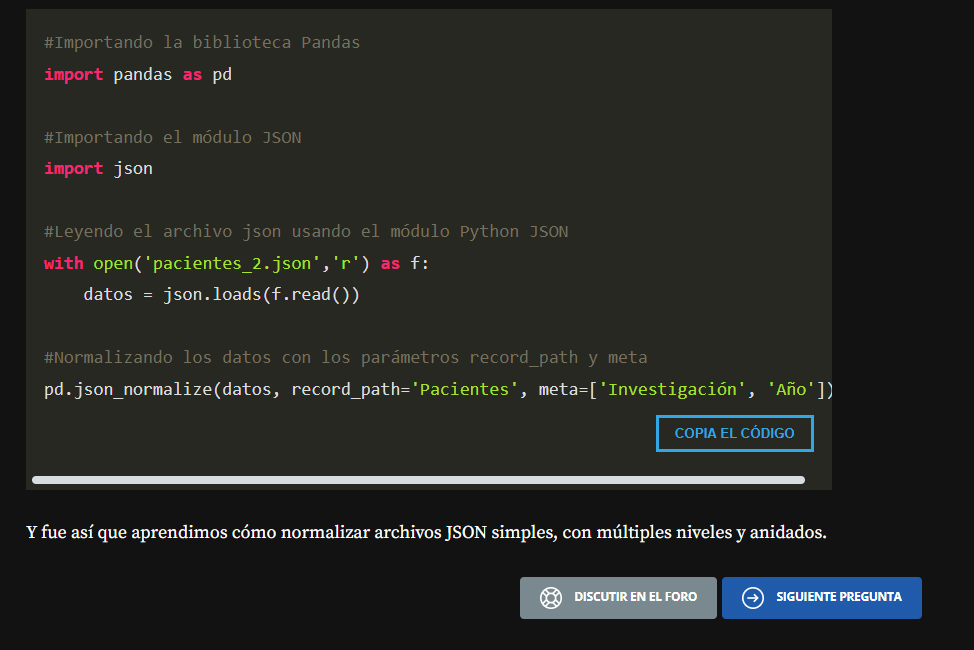 #Importando la biblioteca Pandas
import pandas as pd
#Importando el módulo JSON
import json
#Leyendo el archivo json usando el módulo Python JSON
with open('pacientes_2.json','r') as f:
    datos = json.loads(f.read())
#Normalizando los datos con los parámetros record_path y meta
pd.json_normalize(datos, record_path='Pacientes', meta=['Investigación', 'Año'])
COPIA EL CÓDIGO
Y fue así que aprendimos cómo normalizar archivos JSON simples, con múltiples niveles y anidados.
DISCUTIR EN EL FORO
SIGUIENTE PREGUNTA